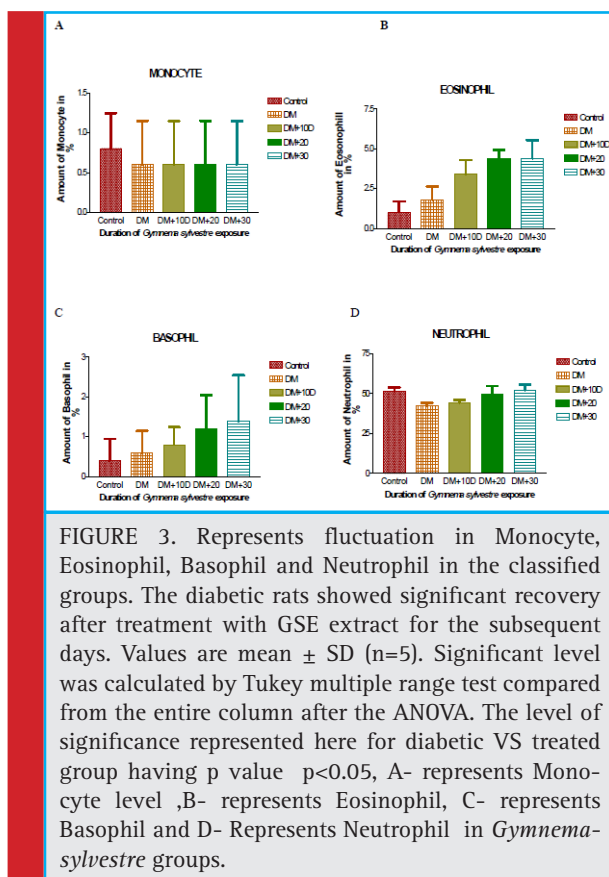 A
MONOCYTE
Amount of Monocyte in
%
1.5
1.0
0.5
0.0
Control
DM
DM+10D
DM+20
DM+30
Duration of Gymnema sylvestre exposure
Control
DM
DM+10D
DM+20
DM+30
B
EOSINOPHIL
Amount of Eosonophill
in %
7.5
5.0
2.5
0.0
Control
DM
DM+10D
DM+20
DM+30
Duration of Gymnema sylvestre exposure
Control
DM
DM+10D
DM+20
DM+30
C
BASOPHIL
Amount of Basophil in
%
3
2
1
0
Control
DM
DM+10D
DM+20
DM+30
Duration of Gymnema sylvestre exposure
Control
DM
DM+10D
DM+20
DM+30
D
NEUTROPHIL
Amount of Neutrophil in
%
75
50
25
0
Control
DM
DM+10D
DM+20
DM+30
Duration of Gymnema sylvestre exposure
Control
DM
DM+10D
DM+20
DM+30
FIGURE 3. Represents fluctuation in Monocyte,
Eosinophil, Basophil and Neutrophil in the classified
groups. The diabetic rats showed significant recovery
after treatment with GSE extract for the subsequent
days. Values are mean ± SD (n=5). Significant level
was calculated by Tukey multiple range test compared
from the entire column after the ANOVA. The level of
significance represented here for diabetic VS treated
group having p value p<0.05, A- represents Mono-
cyte level ,B- represents Eosinophil, C- represents
Basophil and D- Represents Neutrophil in Gymnema-
sylvestre groups.